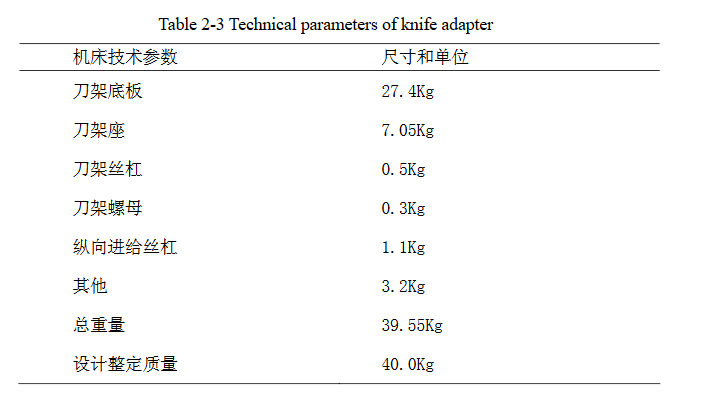 Table 2-3 Technical parameters of knife adapter
机床技术参数 尺寸和单位
刀架底板 27.4Kg
刀架座 7.05Kg
刀架丝杠 0.5Kg
刀架螺母 0.3Kg
纵向进给丝杠 1.1Kg
其他 3.2Kg
总重量 39.55Kg
设计整定质量 40.0Kg